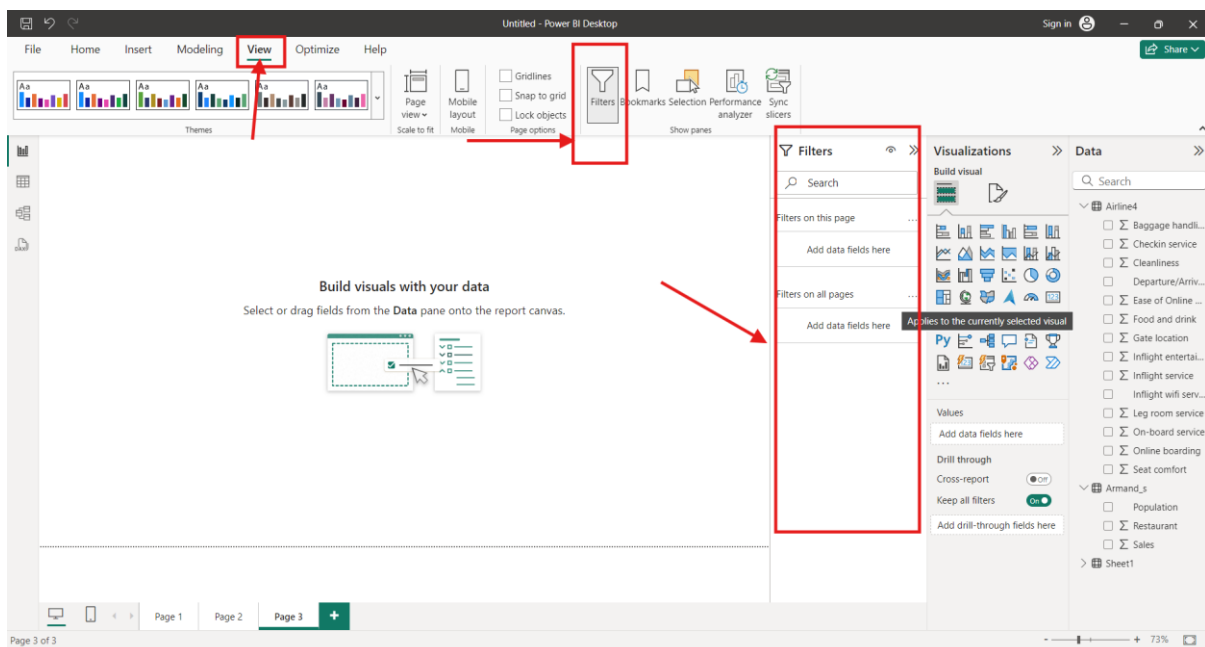 Untitled - Power BI Desktop
Sign in
File Home Insert Modeling View Optimize Help
Share
Aa Aa Aa Aa Aa Aa
Themes
Page view
Scale to fit
Mobile layout
Mobile
Gridlines
Snap to grid
Lock objects
Page options
Filters
Bookmarks
Selection
Performance analyzer
Sync slicers
Show panes
Build visuals with your data
Select or drag fields from the Data pane onto the report canvas.
Filters
Search
Filters on this page
...
Add data fields here
Filters on all pages
...
Add data fields here
Visualizations
Build visual
Applies to the currently selected visual
Py
...
Values
Add data fields here
Drill through
Cross-report
Off
Keep all filters
On
Add drill-through fields here
Data
Search
Airline4
Σ Baggage handli...
Σ Checkin service
Σ Cleanliness
Departure/Arriv...
Σ Ease of Online ...
Σ Food and drink
Σ Gate location
Σ Inflight entertai...
Σ Inflight service
Inflight wifi serv...
Σ Leg room service
Σ On-board service
Σ Online boarding
Σ Seat comfort
Armand_s
Population
Σ Restaurant
Σ Sales
Sheet1
Page 1 Page 2 Page 3 +
Page 3 of 3
- + 73%